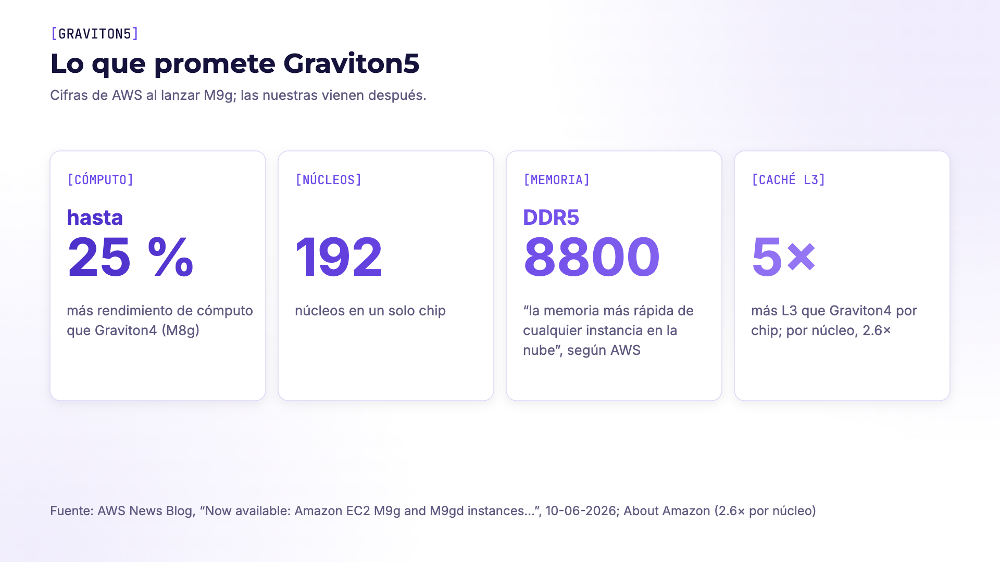 [GRAVITON5]
Lo que promete Graviton5
Cifras de AWS al lanzar M9g; las nuestras vienen después.
[CÓMPUTO]
hasta
25 %
más rendimiento de cómputo
que Graviton4 (M8g)
[NÚCLEOS]
192
núcleos en un solo chip
[MEMORIA]
DDR5
8800
“la memoria más rápida de
cualquier instancia en la
nube”, según AWS
[CACHÉ L3]
5×
más L3 que Graviton4 por
chip; por núcleo, 2.6×
Fuente: AWS News Blog, “Now available: Amazon EC2 M9g and M9gd instances…”, 10-06-2026; About Amazon (2.6× por núcleo)